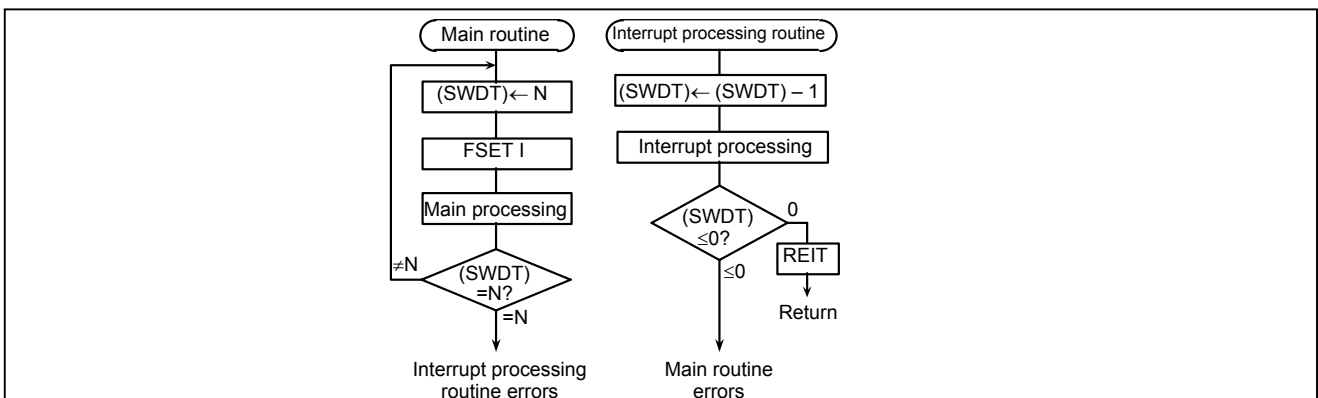 Main routine
(SWDT)← N
FSET I
Main processing
(SWDT)
=N?
≠N
=N
Interrupt processing
routine errors
Interrupt processing routine
(SWDT)← (SWDT) – 1
Interrupt processing
(SWDT)
≤0?
0
REIT
Return
≤0
Main routine
errors